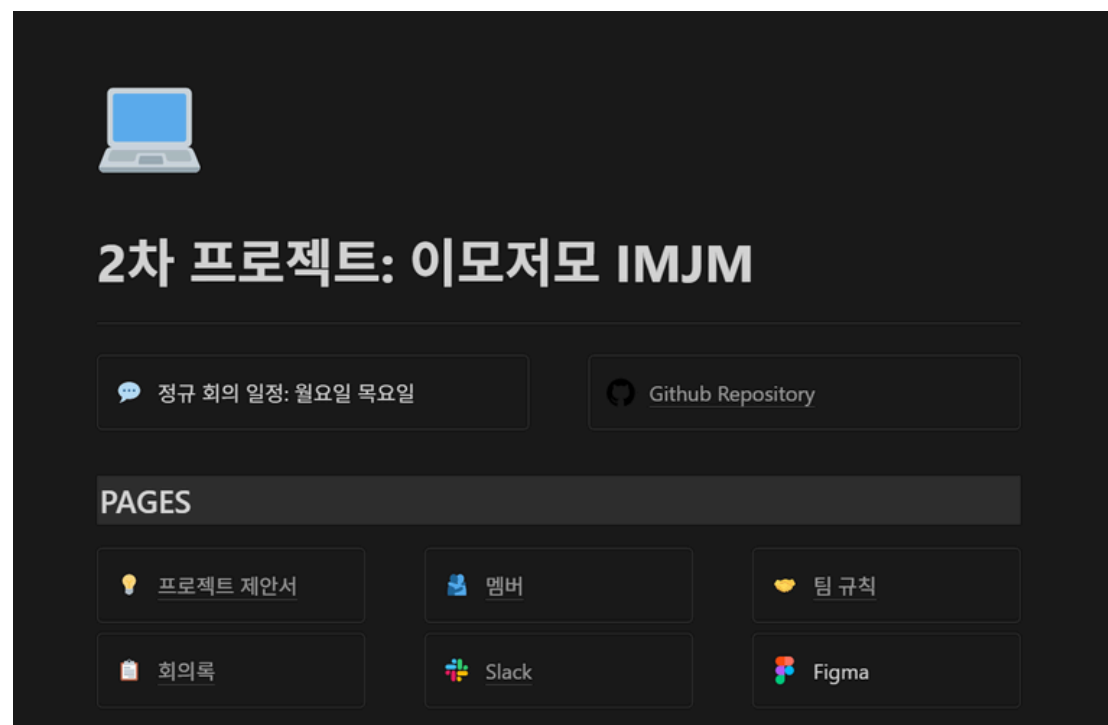 2차 프로젝트: 이모저모 IMJM
정규 회의 일정: 월요일 목요일
Github Repository
PAGES
프로젝트 제안서
멤버
팀 규칙
회의록
Slack
Figma